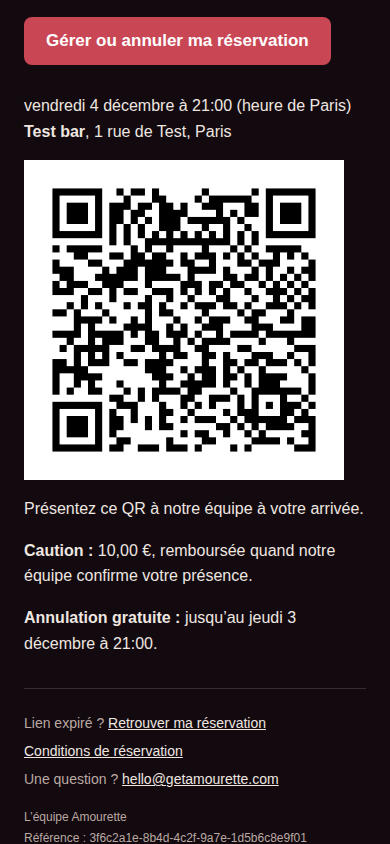 Gérer ou annuler ma réservation
vendredi 4 décembre à 21:00 (heure de Paris)
Test bar, 1 rue de Test, Paris
Présentez ce QR à notre équipe à votre arrivée.
Caution : 10,00 €, remboursée quand notre
équipe confirme votre présence.
Annulation gratuite : jusqu’au jeudi 3
décembre à 21:00.
Lien expiré ? Retrouver ma réservation
Conditions de réservation
Une question ? hello@getamourette.com
L’équipe Amourette
Référence : 3f6c2a1e-8b4d-4c2f-9a7e-1d5b6c8e9f01